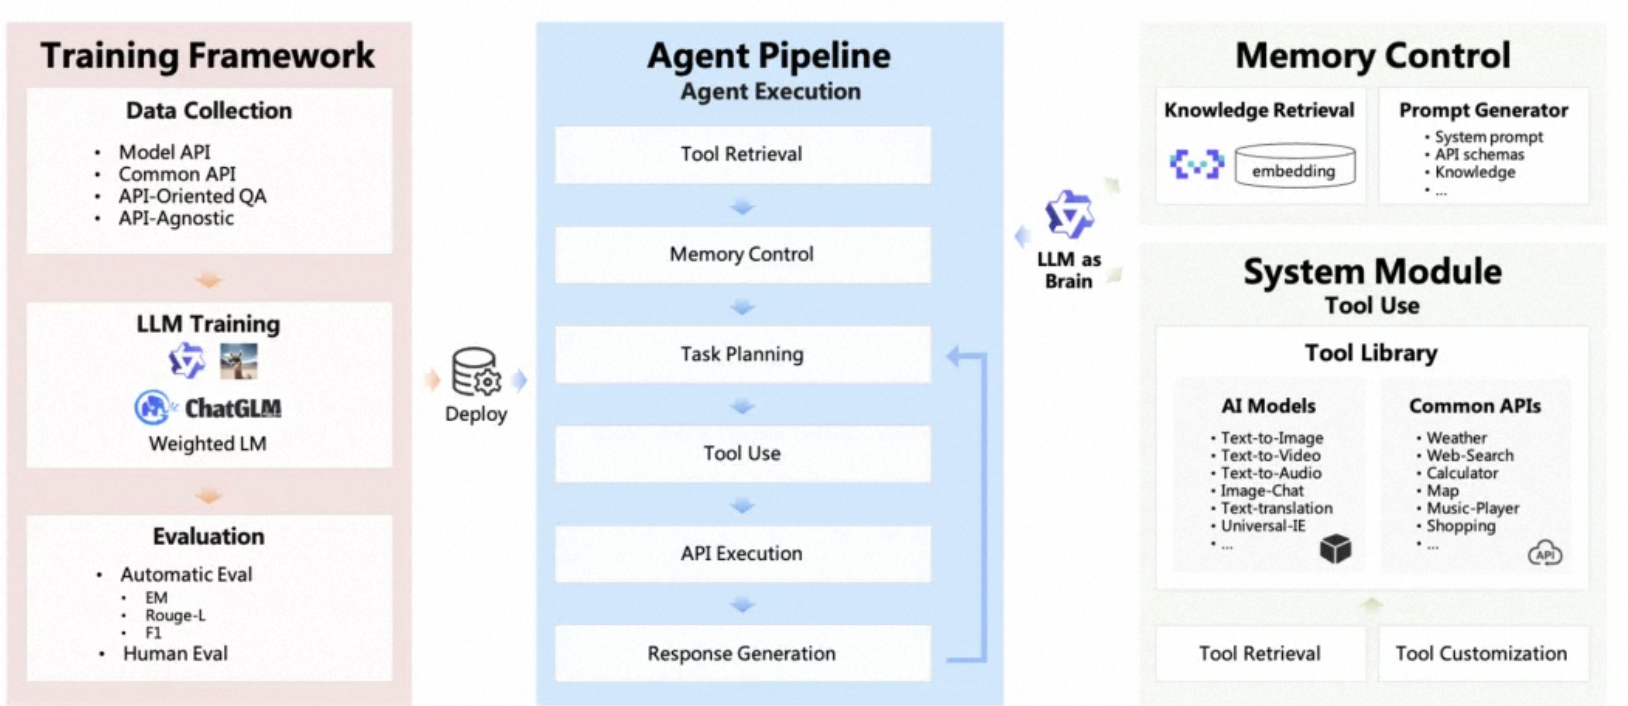 Training Framework
Data Collection
• Model API
• Common API
• API-Oriented QA
• API-Agnostic
LLM Training
ChatGLM
Weighted LM
Evaluation
• Automatic Eval
• EM
• Rouge-L
• F1
• Human Eval
Deploy
Agent Pipeline
Agent Execution
Tool Retrieval
Memory Control
Task Planning
Tool Use
API Execution
Response Generation
LLM as
Brain
Memory Control
Knowledge Retrieval
embedding
Prompt Generator
• System prompt
• API schemas
• Knowledge
• ...
System Module
Tool Use
Tool Library
AI Models
• Text-to-Image
• Text-to-Video
• Text-to-Audio
• Image-Chat
• Text-translation
• Universal-IE
• ...
Common APIs
• Weather
• Web-Search
• Calculator
• Map
• Music-Player
• Shopping
• ...
API
Tool Retrieval
Tool Customization